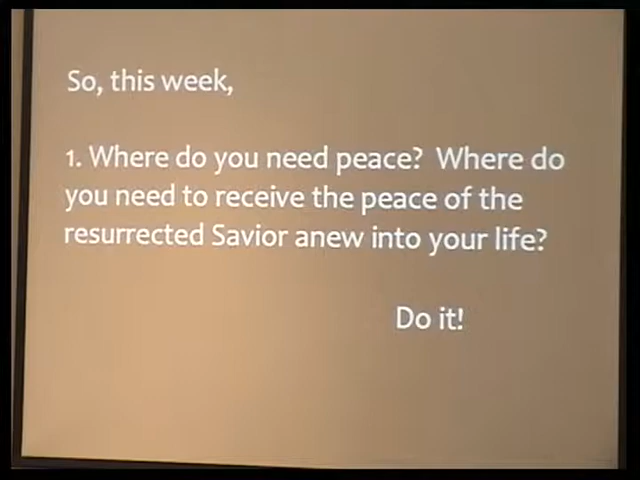 So, this week,
1. Where do you need peace?  Where do
you need to receive the peace of the
resurrected Savior anew into your life?
Do it!